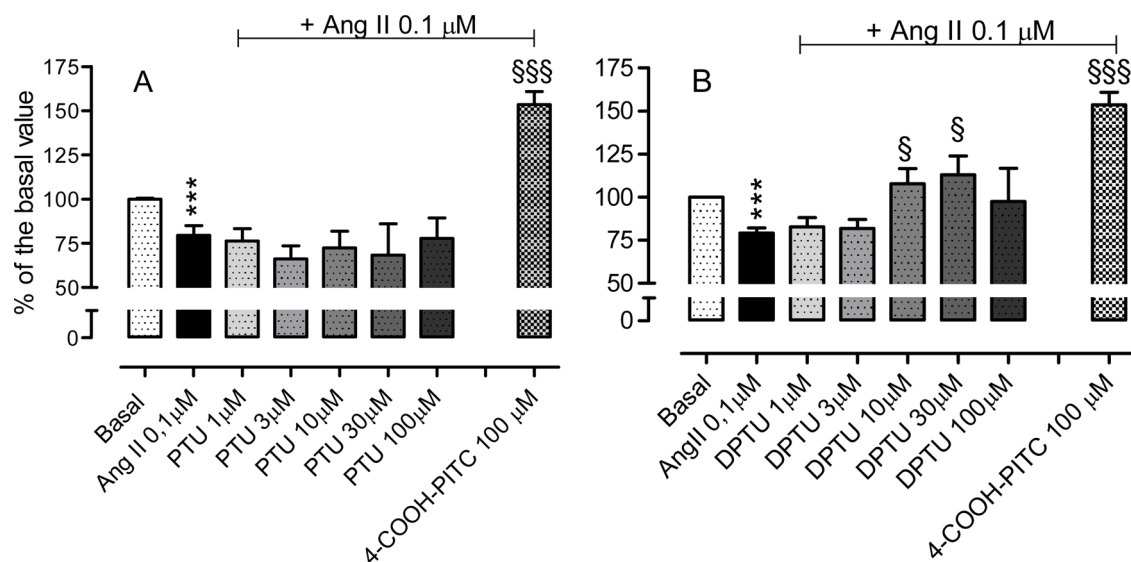 + Ang II 0.1 μM
A
% of the basal value
175
150
125
100
75
50
0
***
§§§
Basal
Ang II 0,1μM
PTU 1μM
PTU 3μM
PTU 10μM
PTU 30μM
PTU 100μM
4-COOH-PITC 100 μM
+ Ang II 0.1 μM
B
175
150
125
100
75
50
0
***
§
§
§§§
Basal
AngII 0,1μM
DPTU 1μM
DPTU 3μM
DPTU 10μM
DPTU 30μM
DPTU 100μM
4-COOH-PITC 100 μM